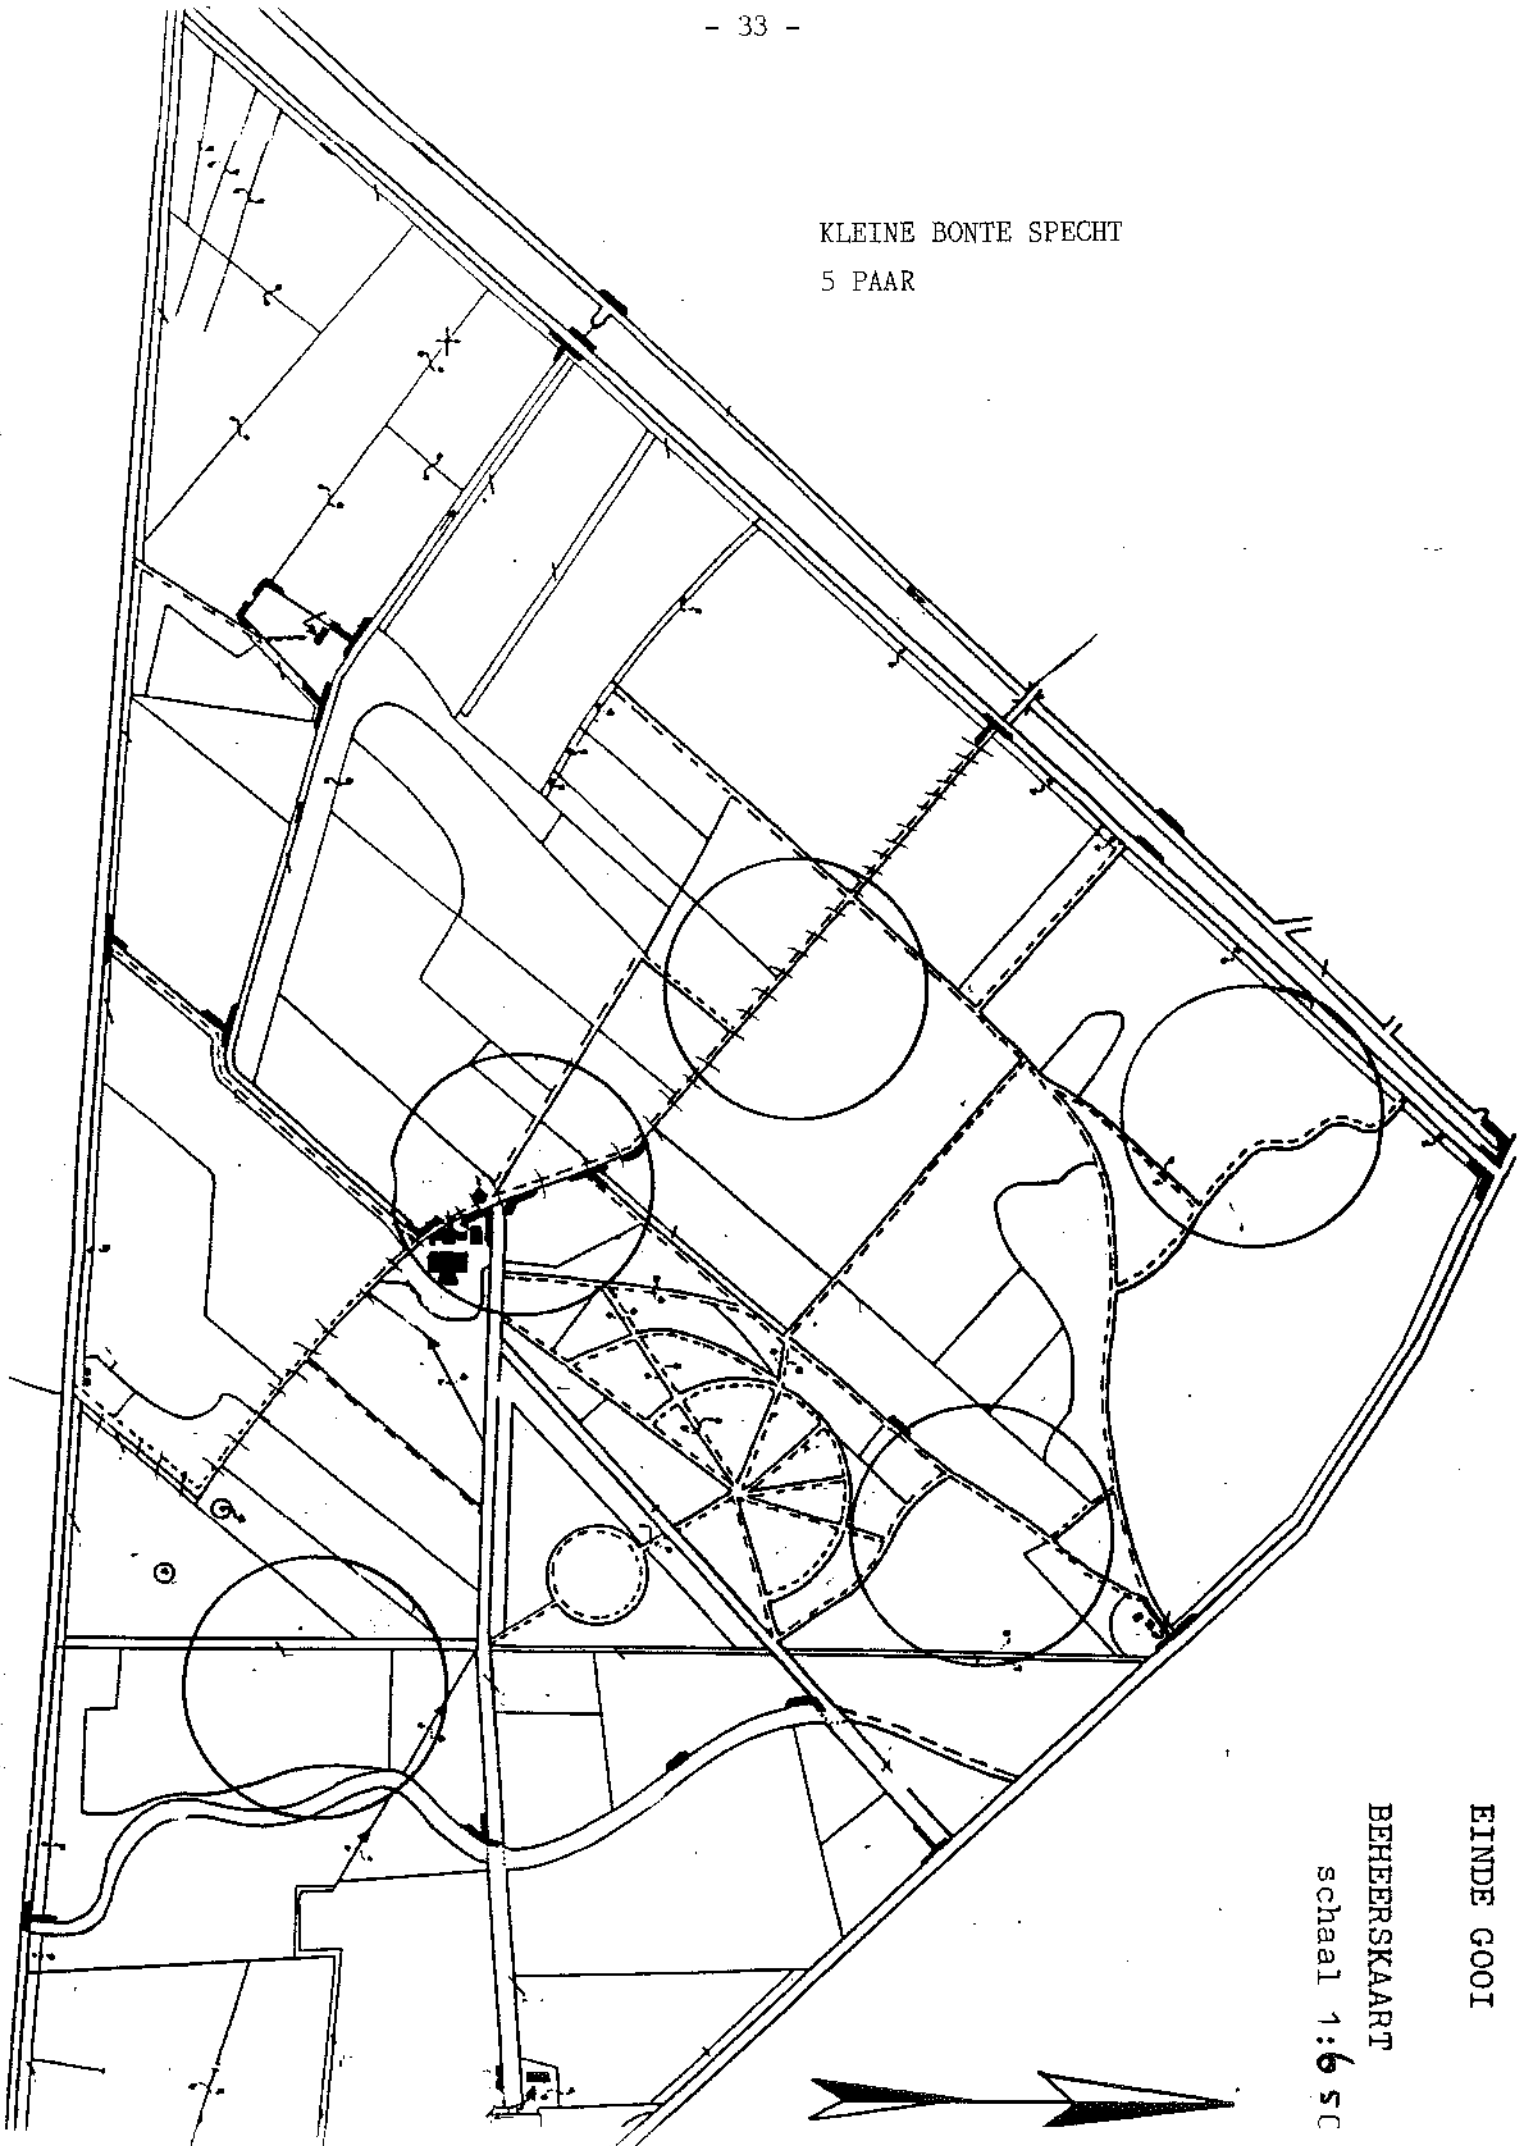 - 33 -
KLEINE BONTE SPECHT
5 PAAR
EINDE GOOI
BEHEERSKAART
schaal 1:6